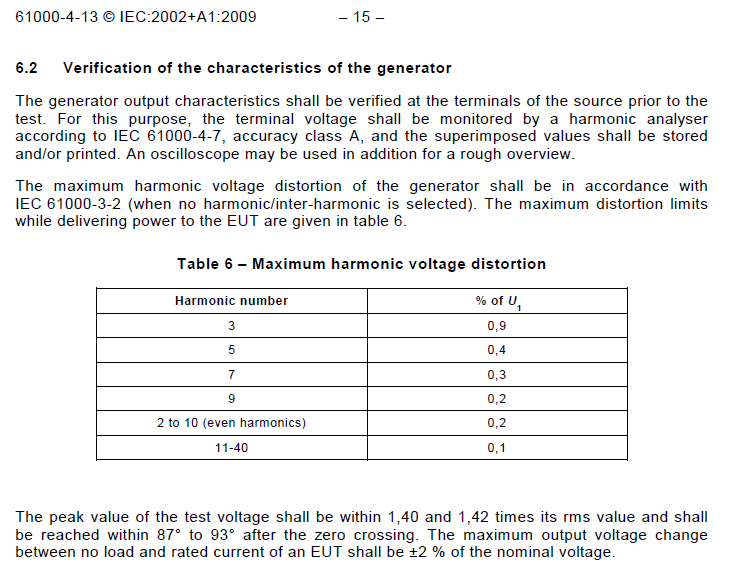 61000-4-13 © IEC:2002+A1:2009 – 15 –
6.2 Verification of the characteristics of the generator
The generator output characteristics shall be verified at the terminals of the source prior to the
test. For this purpose, the terminal voltage shall be monitored by a harmonic analyser
according to IEC 61000-4-7, accuracy class A, and the superimposed values shall be stored
and/or printed. An oscilloscope may be used in addition for a rough overview.
The maximum harmonic voltage distortion of the generator shall be in accordance with
IEC 61000-3-2 (when no harmonic/inter-harmonic is selected). The maximum distortion limits
while delivering power to the EUT are given in table 6.
Table 6 – Maximum harmonic voltage distortion
Harmonic number % of U1
3 0,9
5 0,4
7 0,3
9 0,2
2 to 10 (even harmonics) 0,2
11-40 0,1
The peak value of the test voltage shall be within 1,40 and 1,42 times its rms value and shall
be reached within 87° to 93° after the zero crossing. The maximum output voltage change
between no load and rated current of an EUT shall be ±2 % of the nominal voltage.